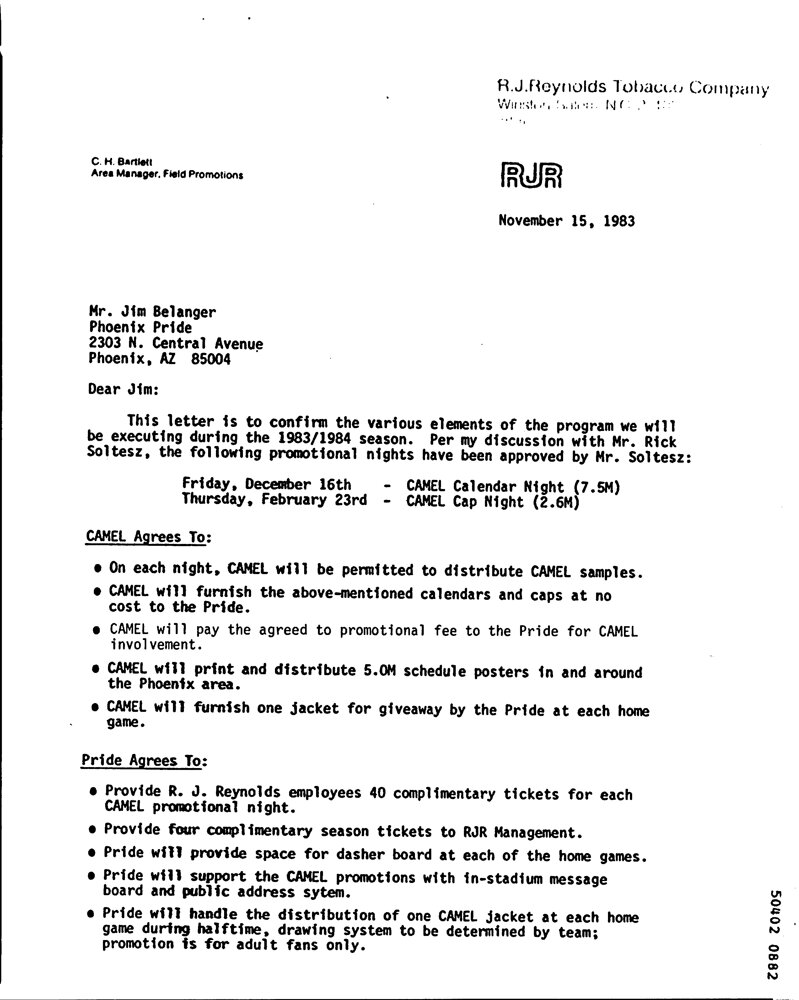 R.J.Reynolds Tobacco Company
Winston
C. H. Bartlett
Area Manager, Field Promotions
RJR
November 15, 1983
Mr. Jim Belanger
Phoenix Pride
2303 N. Central Avenue
Phoenix, AZ 85004
Dear Jim:
This letter is to confirm the various elements of the program we will
be executing during the 1983/1984 season. Per my discussion with Mr. Rick
Soltesz, the following promotional nights have been approved by Mr. Soltesz:
Friday, December 16th - CAMEL Calendar Night (7.5M)
Thursday, February 23rd - CAMEL Cap Night (2.6M)
CAMEL Agrees To:
• On each night, CAMEL will be permitted to distribute CAMEL samples.
• CAMEL will furnish the above-mentioned calendars and caps at no
cost to the Pride.
• CAMEL will pay the agreed to promotional fee to the Pride for CAMEL
involvement.
• CAMEL will print and distribute 5.0M schedule posters in and around
the Phoenix area.
• CAMEL will furnish one jacket for giveaway by the Pride at each home
game.
Pride Agrees To:
• Provide R. J. Reynolds employees 40 complimentary tickets for each
CAMEL promotional night.
• Provide four complimentary season tickets to RJR Management.
• Pride will provide space for dasher board at each of the home games.
• Pride will support the CAMEL promotions with in-stadium message
board and public address sytem.
• Pride will handle the distribution of one CAMEL jacket at each home
game during halftime, drawing system to be determined by team;
promotion is for adult fans only.
50402 0882